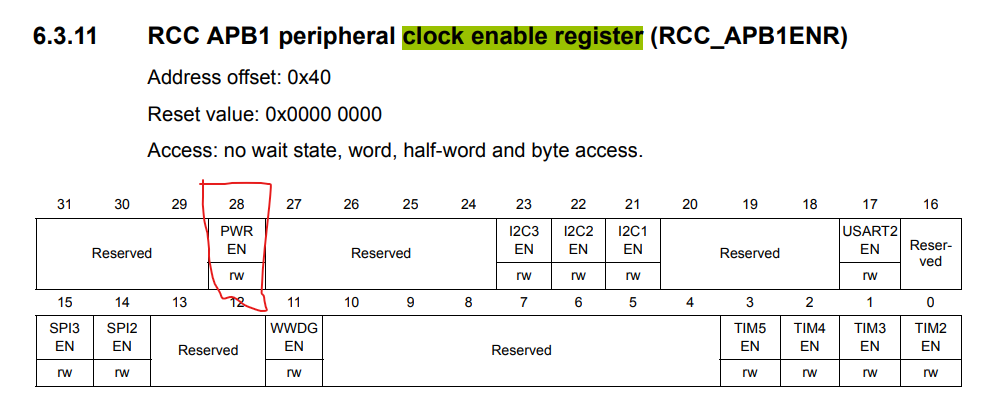 6.3.11 RCC APB1 peripheral clock enable register (RCC_APB1ENR)
Address offset: 0x40
Reset value: 0x0000 0000
Access: no wait state, word, half-word and byte access.
31 30 29 28 27 26 25 24 23 22 21 20 19 18 17 16
Reserved PWR EN Reserved I2C3 EN I2C2 EN I2C1 EN Reserved USART2 EN Reser-ved
rw rw rw rw rw
15 14 13 12 11 10 9 8 7 6 5 4 3 2 1 0
SPI3 EN SPI2 EN Reserved WWDG EN Reserved TIM5 EN TIM4 EN TIM3 EN TIM2 EN
rw rw rw rw rw rw rw